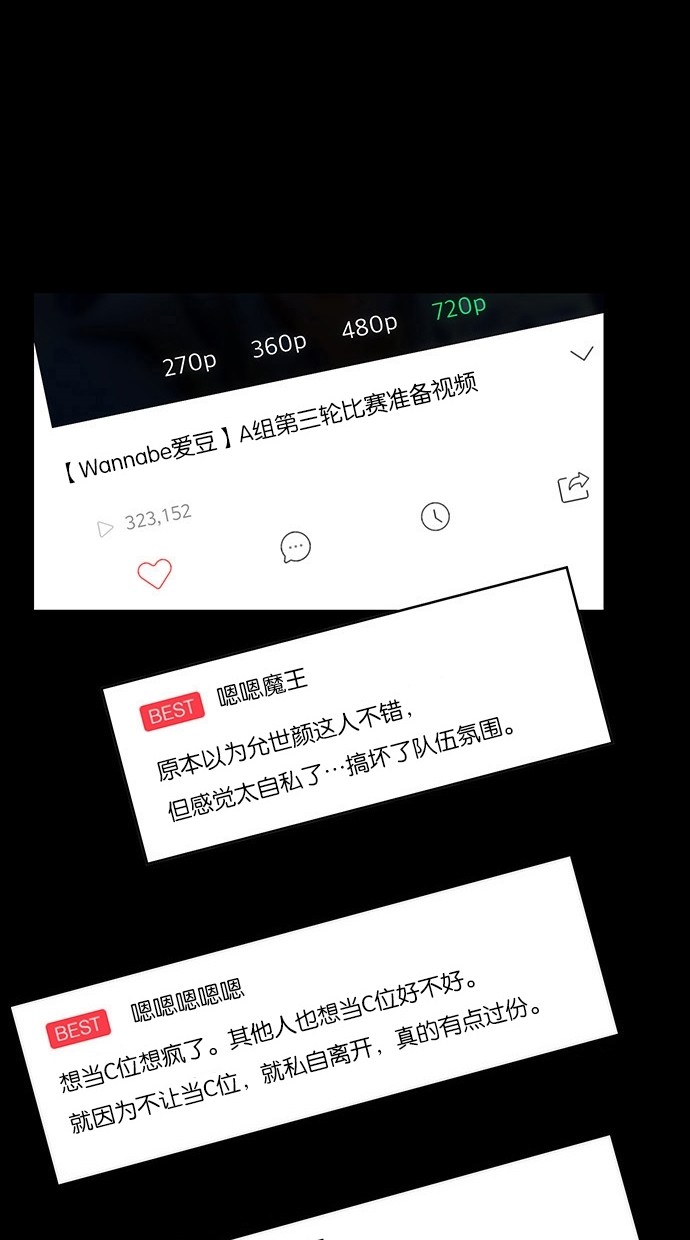 270p 360p 480p 720p
【Wannabe爱豆】A组第三轮比赛准备视频
323,152
BEST 嗯嗯魔王
原本以为允世颜这人不错，
但感觉太自私了…搞坏了队伍氛围。
BEST 嗯嗯嗯嗯嗯
想当C位想疯了。其他人也想当C位好不好。
就因为不让当C位，就私自离开，真的有点过份。